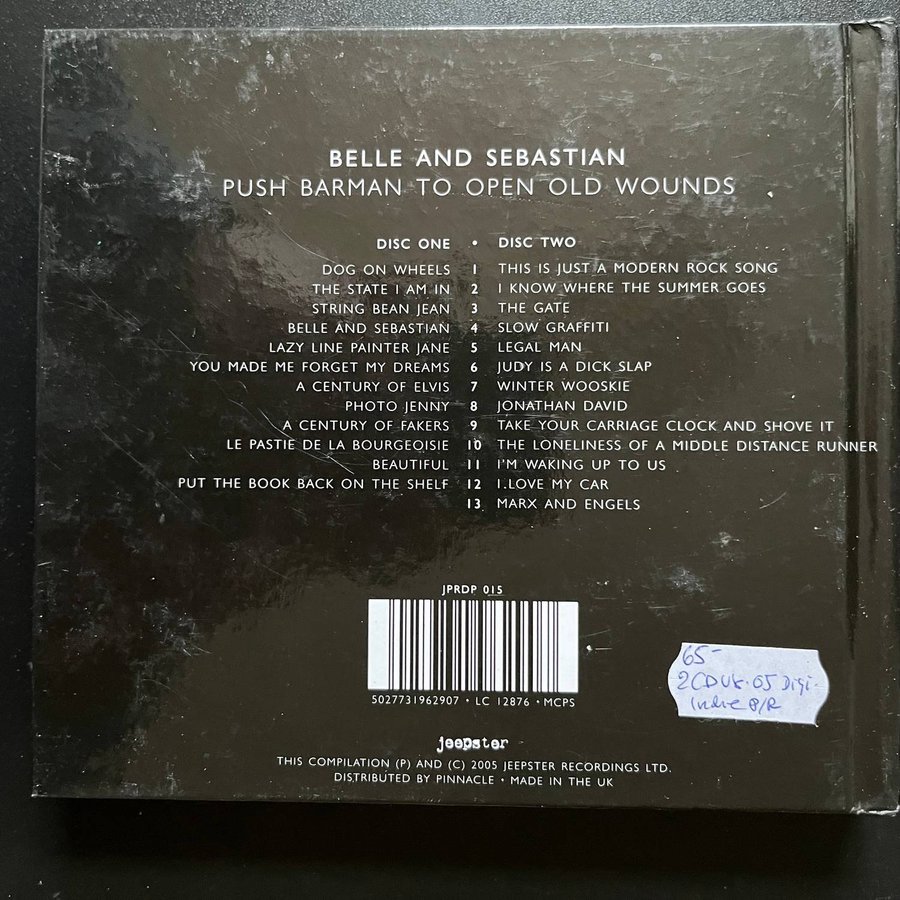 BELLE AND SEBASTIAN
PUSH BARMAN TO OPEN OLD WOUNDS
DISC ONE • DISC TWO
DOG ON WHEELS 1 THIS IS JUST A MODERN ROCK SONG
THE STATE I AM IN 2 I KNOW WHERE THE SUMMER GOES
STRING BEAN JEAN 3 THE GATE
BELLE AND SEBASTIAN 4 SLOW GRAFFITI
LAZY LINE PAINTER JANE 5 LEGAL MAN
YOU MADE ME FORGET MY DREAMS 6 JUDY IS A DICK SLAP
A CENTURY OF ELVIS 7 WINTER WOOSKIE
PHOTO JENNY 8 JONATHAN DAVID
A CENTURY OF FAKERS 9 TAKE YOUR CARRIAGE CLOCK AND SHOVE IT
LE PASTIE DE LA BOURGEOISIE 10 THE LONELINESS OF A MIDDLE DISTANCE RUNNER
BEAUTIFUL 11 I'M WAKING UP TO US
PUT THE BOOK BACK ON THE SHELF 12 I LOVE MY CAR
13 MARX AND ENGELS
JPRDP 015
5027731962907 • LC 12876 • MCPS
65-
2CD UK-05 Digi-
Indie P/R
jeepster
THIS COMPILATION (P) AND (C) 2005 JEEPSTER RECORDINGS LTD.
DISTRIBUTED BY PINNACLE • MADE IN THE UK